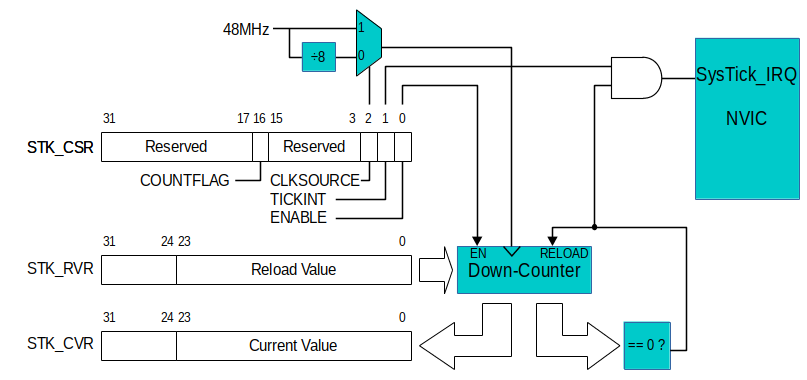 48MHz
1
÷8
0
SysTick_IRQ
NVIC
31 17 16 15 3 2 1 0
STK_CSR Reserved Reserved
COUNTFLAG CLKSOURCE
TICKINT
ENABLE
31 24 23 0
EN RELOAD
STK_RVR Reload Value Down-Counter
31 24 23 0
STK_CVR Current Value == 0 ?